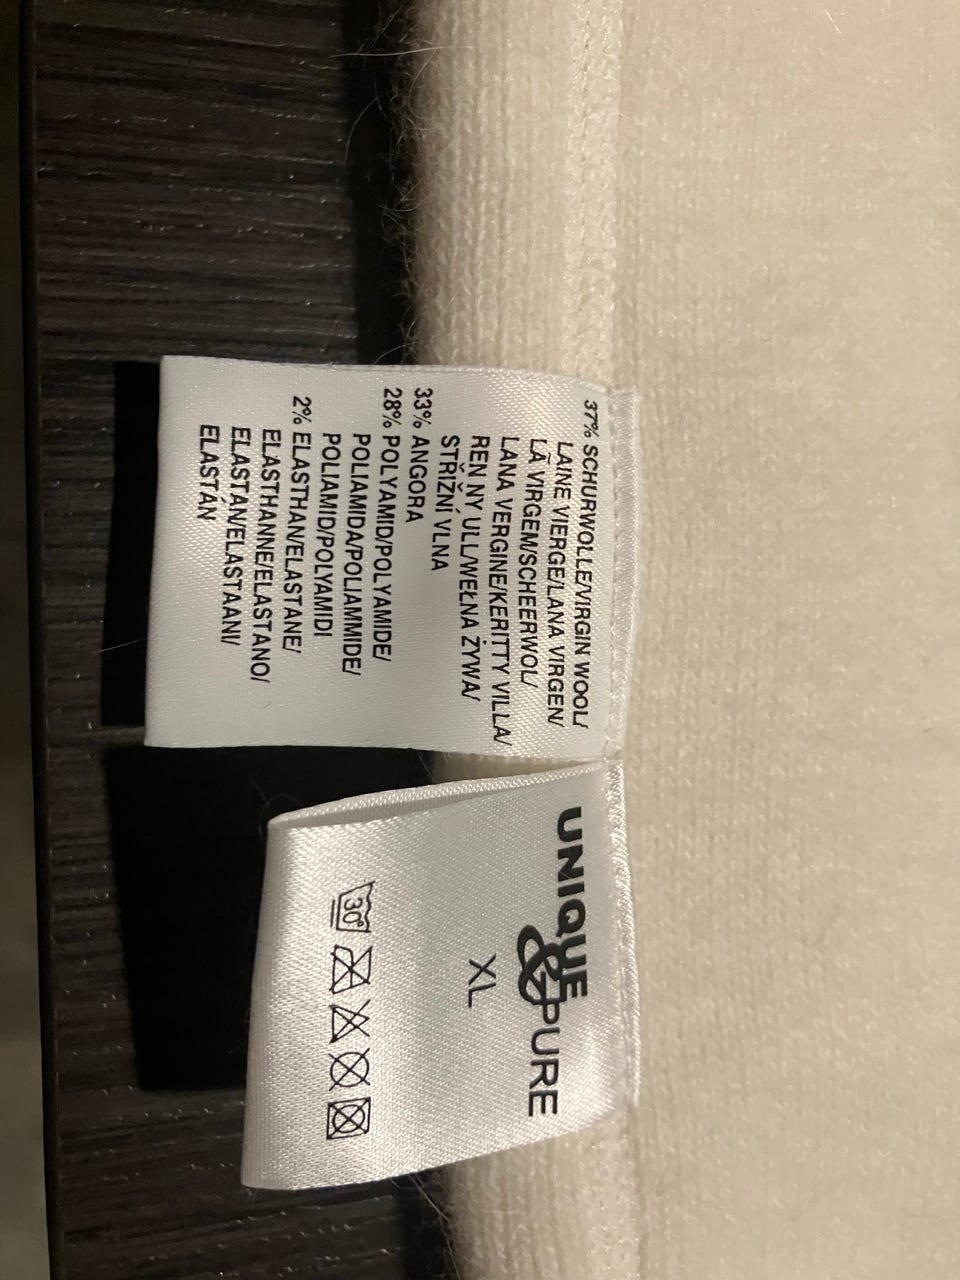 37% SCHURWOLLE/VIRGIN WOOL/
LAINE VIERGE/LANA VIRGEN/
LÃ VIRGEM/SCHEERWOL/
LANA VERGINE/KERITTY VILLA/
REN NY ULL/WEŁNA ŻYWA/
STŘIŽNÍ VLNA
33% ANGORA
28% POLYAMID/POLYAMIDE/
POLIAMIDA/POLIAMMIDE/
POLIAMID/POLYAMIDI
2% ELASTHAN/ELASTANE/
ELASTHANNE/ELASTANO/
ELASTAN/ELASTAANI/
ELASTÁN
UNIQUE
&PURE
XL
30°